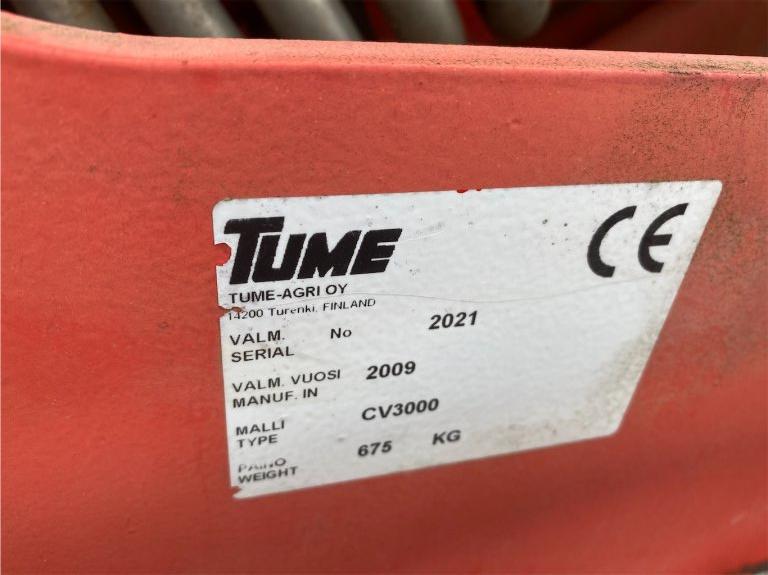 TUME CE
TUME-AGRI OY
14200 Turenki, FINLAND
VALM. No 2021
SERIAL
VALM. VUOSI 2009
MANUF. IN
MALLI CV3000
TYPE
PAINO 675 KG
WEIGHT